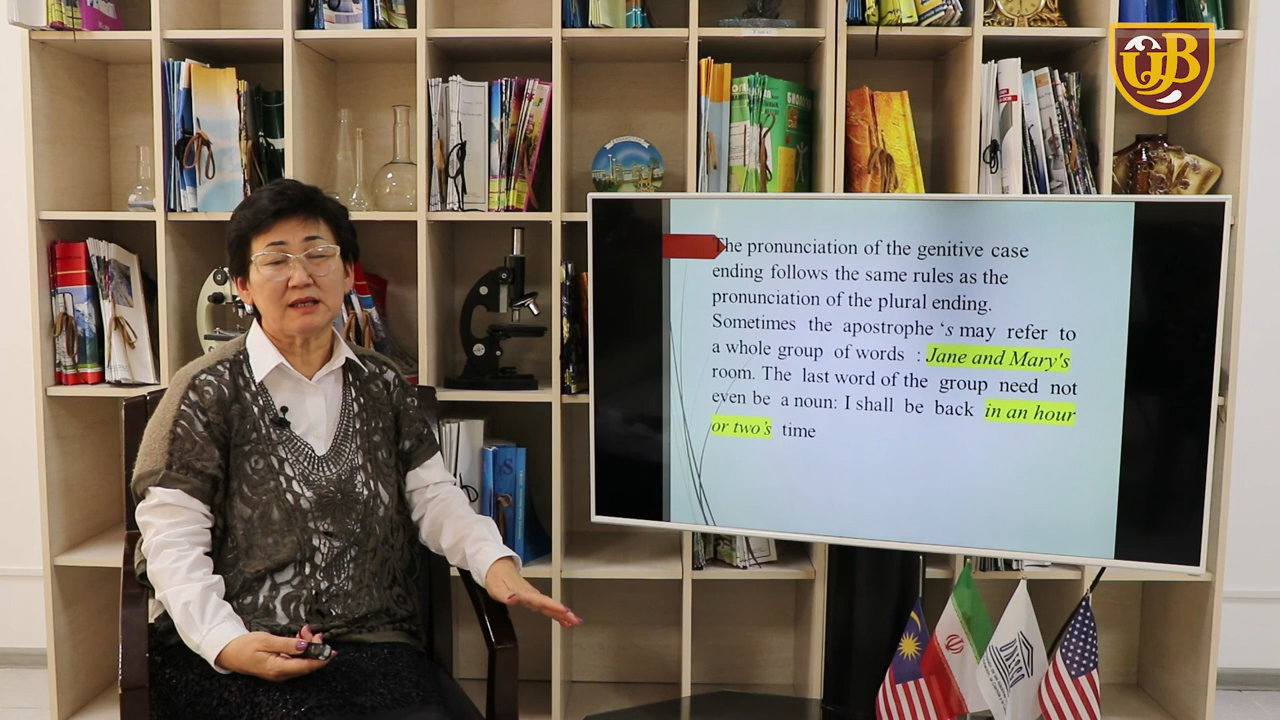 The pronunciation of the genitive case
ending follows the same rules as the
pronunciation of the plural ending.
Sometimes the apostrophe ‘s may refer to
a whole group of words : Jane and Mary's
room. The last word of the group need not
even be a noun: I shall be back in an hour
or two’s time
UNESCO